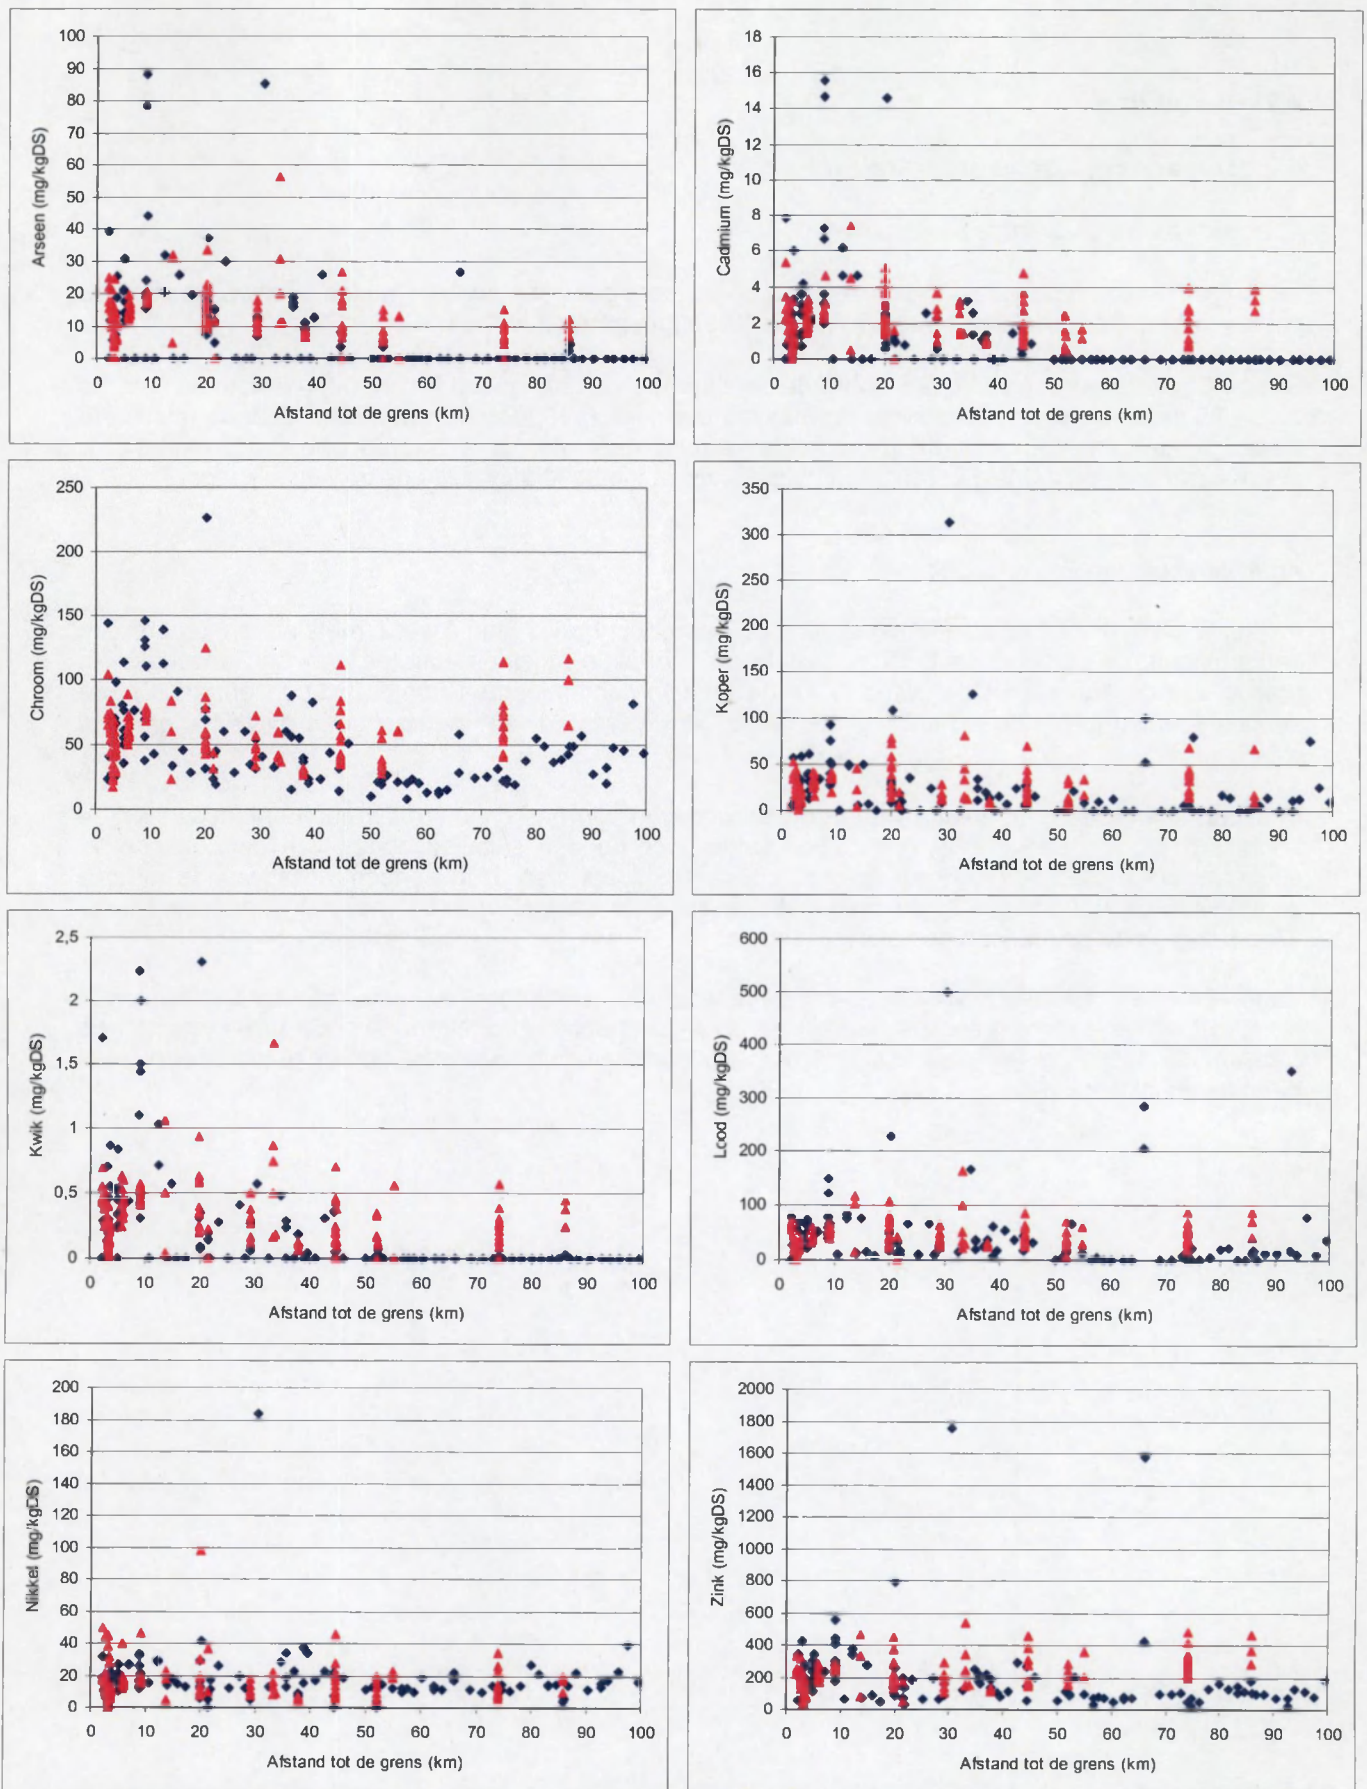 Arseen (mg/kgDS)
100
90
80
70
60
50
40
30
20
10
0
0 10 20 30 40 50 60 70 80 90 100
Afstand tot de grens (km)
Cadmium (mg/kgDS)
18
16
14
12
10
8
6
4
2
0
0 10 20 30 40 50 60 70 80 90 100
Afstand tot de grens (km)
Chroom (mg/kgDS)
250
200
150
100
50
0
0 10 20 30 40 50 60 70 80 90 100
Afstand tot de grens (km)
Koper (mg/kgDS)
350
300
250
200
150
100
50
0
0 10 20 30 40 50 60 70 80 90 100
Afstand tot de grens (km)
Kwik (mg/kgDS)
2,5
2
1,5
1
0,5
0
0 10 20 30 40 50 60 70 80 90 100
Afstand tot de grens (km)
Lood (mg/kgDS)
600
500
400
300
200
100
0
0 10 20 30 40 50 60 70 80 90 100
Afstand tot de grens (km)
Nikkel (mg/kgDS)
200
180
160
140
120
100
80
60
40
20
0
0 10 20 30 40 50 60 70 80 90 100
Afstand tot de grens (km)
Zink (mg/kgDS)
2000
1800
1600
1400
1200
1000
800
600
400
200
0
0 10 20 30 40 50 60 70 80 90 100
Afstand tot de grens (km)